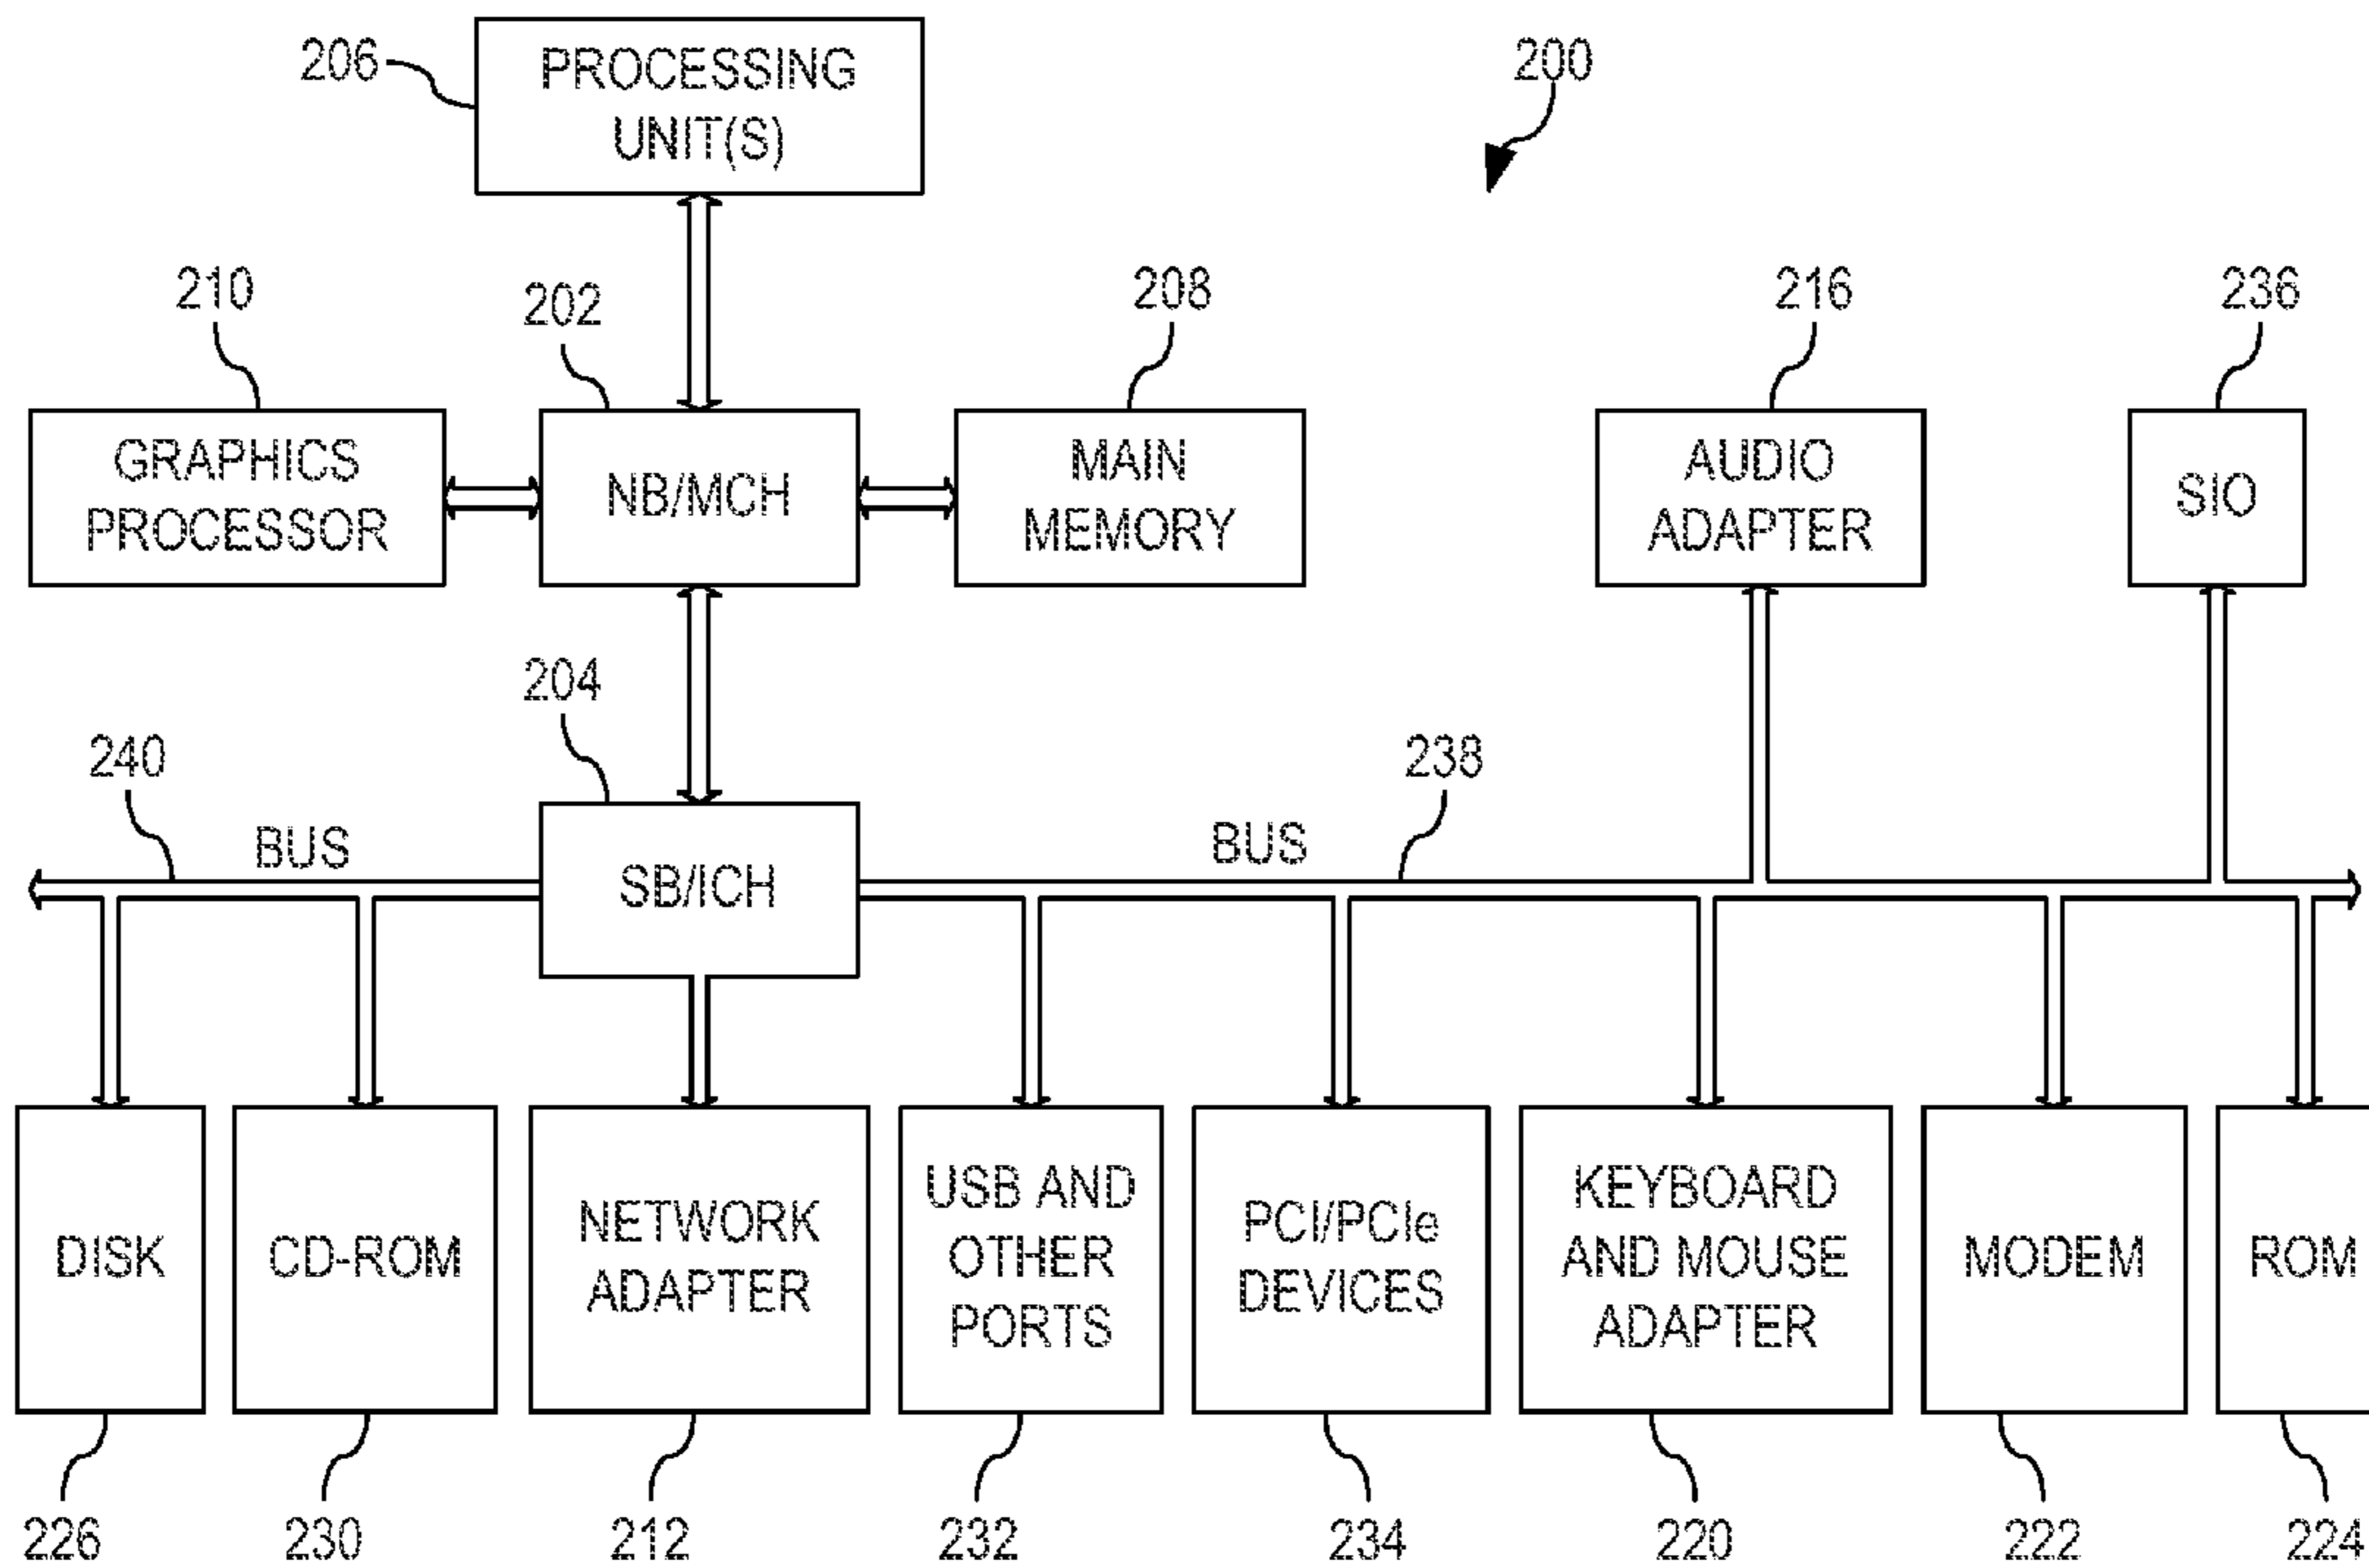 206
PROCESSING
UNIT(S)
200
210
202
208
216
236
GRAPHICS
PROCESSOR
NB/MCH
MAIN
MEMORY
AUDIO
ADAPTER
SIO
204
240
238
BUS
BUS
SB/ICH
DISK
CD-ROM
NETWORK
ADAPTER
USB AND
OTHER
PORTS
PCI/PCIe
DEVICES
KEYBOARD
AND MOUSE
ADAPTER
MODEM
ROM
226
230
212
232
234
220
222
224